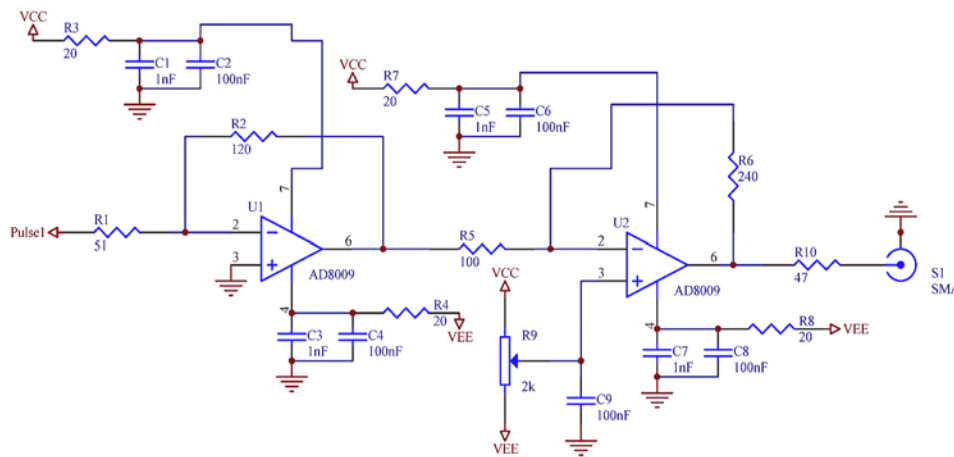 VCC
R3
20
C1
1nF
C2
100nF
VCC
R7
20
C5
1nF
C6
100nF
R2
120
R6
240
7
7
U1
U2
Pulse1
R1
51
2
3
6
4
AD8009
R5
100
2
3
6
4
AD8009
R10
47
S1
SMA
VCC
R9
2k
VEE
R4
20
VEE
C3
1nF
C4
100nF
R8
20
VEE
C7
1nF
C8
100nF
C9
100nF